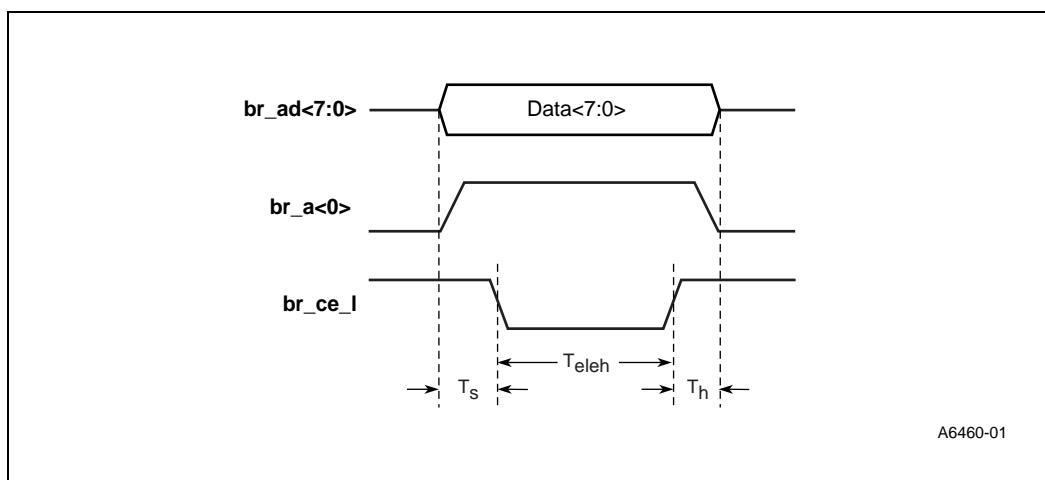 br_ad<7:0>
Data<7:0>
br_a<0>
br_ce_l
Teleh
Ts
Th
A6460-01